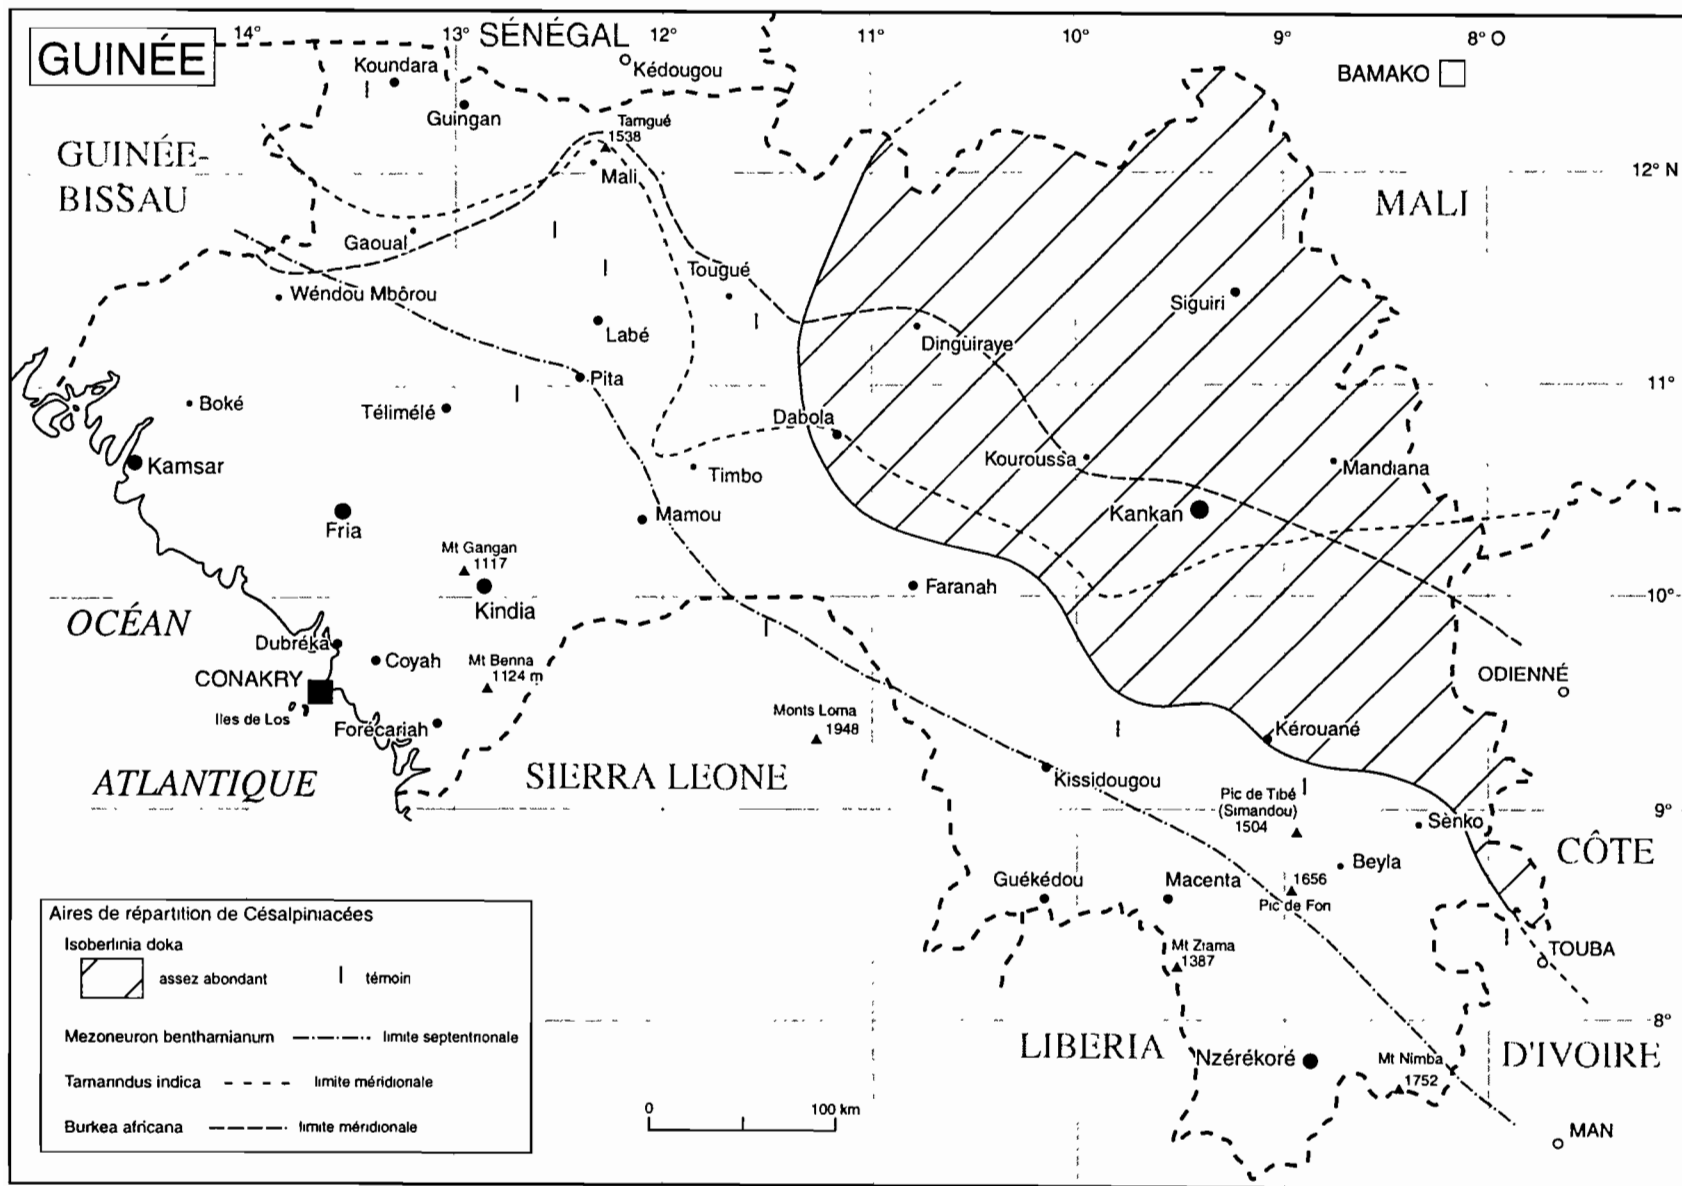 GUINÉE
14°
13°
SÉNÉGAL
12°
11°
10°
9°
8° O
Koundara
Kédougou
BAMAKO
Guingan
Tamgué
1538
GUINÉE-
BISSAU
Mali
12° N
MALI
Gaoual
Tougué
Wéndou Mbôrou
Siguiri
Labé
Dinguiraye
Pita
11°
Boké
Télimélé
Dabola
Kamsar
Timbo
Kouroussa
Mandiana
Fria
Mamou
Kankan
Mt Gangan
1117
Kindia
Faranah
10°
OCÉAN
Dubréka
Coyah
Mt Benna
1124 m
CONAKRY
ODIENNÉ
Iles de Los
Forécariah
Monts Loma
1948
Kérouané
ATLANTIQUE
SIERRA LEONE
Kissidougou
Pic de Tibé
(Simandou)
1504
9°
Sènko
CÔTE
Beyla
Guékédou
Macenta
1656
Pic de Fon
Aires de répartition de Césalpiniacées
Isoberlinia doka
assez abondant
témoin
Mt Ziama
1387
TOUBA
8°
Mezoneuron benthamianum
limite septentrionale
LIBERIA
Nzérékoré
Mt Nimba
1752
D'IVOIRE
Tamarindus indica
limite méridionale
0
100 km
Burkea africana
limite méridionale
MAN